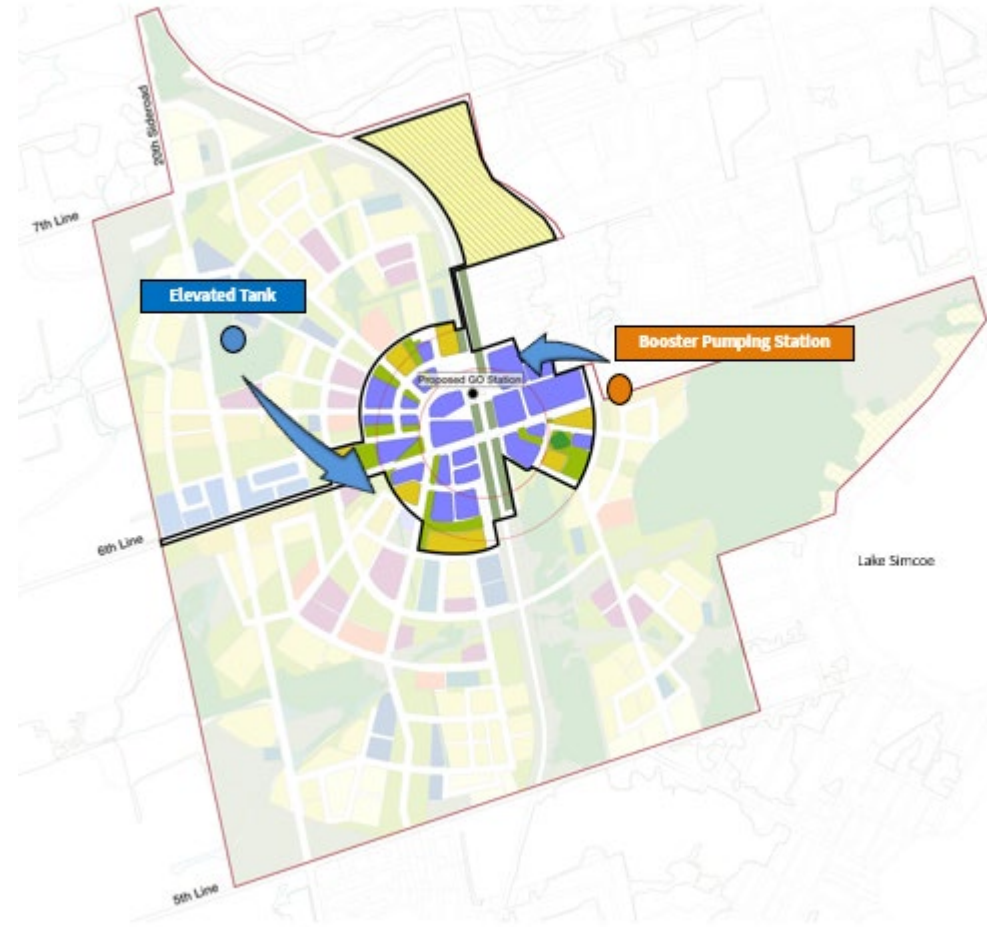 20th Sideroad
7th Line
Elevated Tank
Booster Pumping Station
Proposed GO Station
6th Line
Lake Simcoe
5th Line